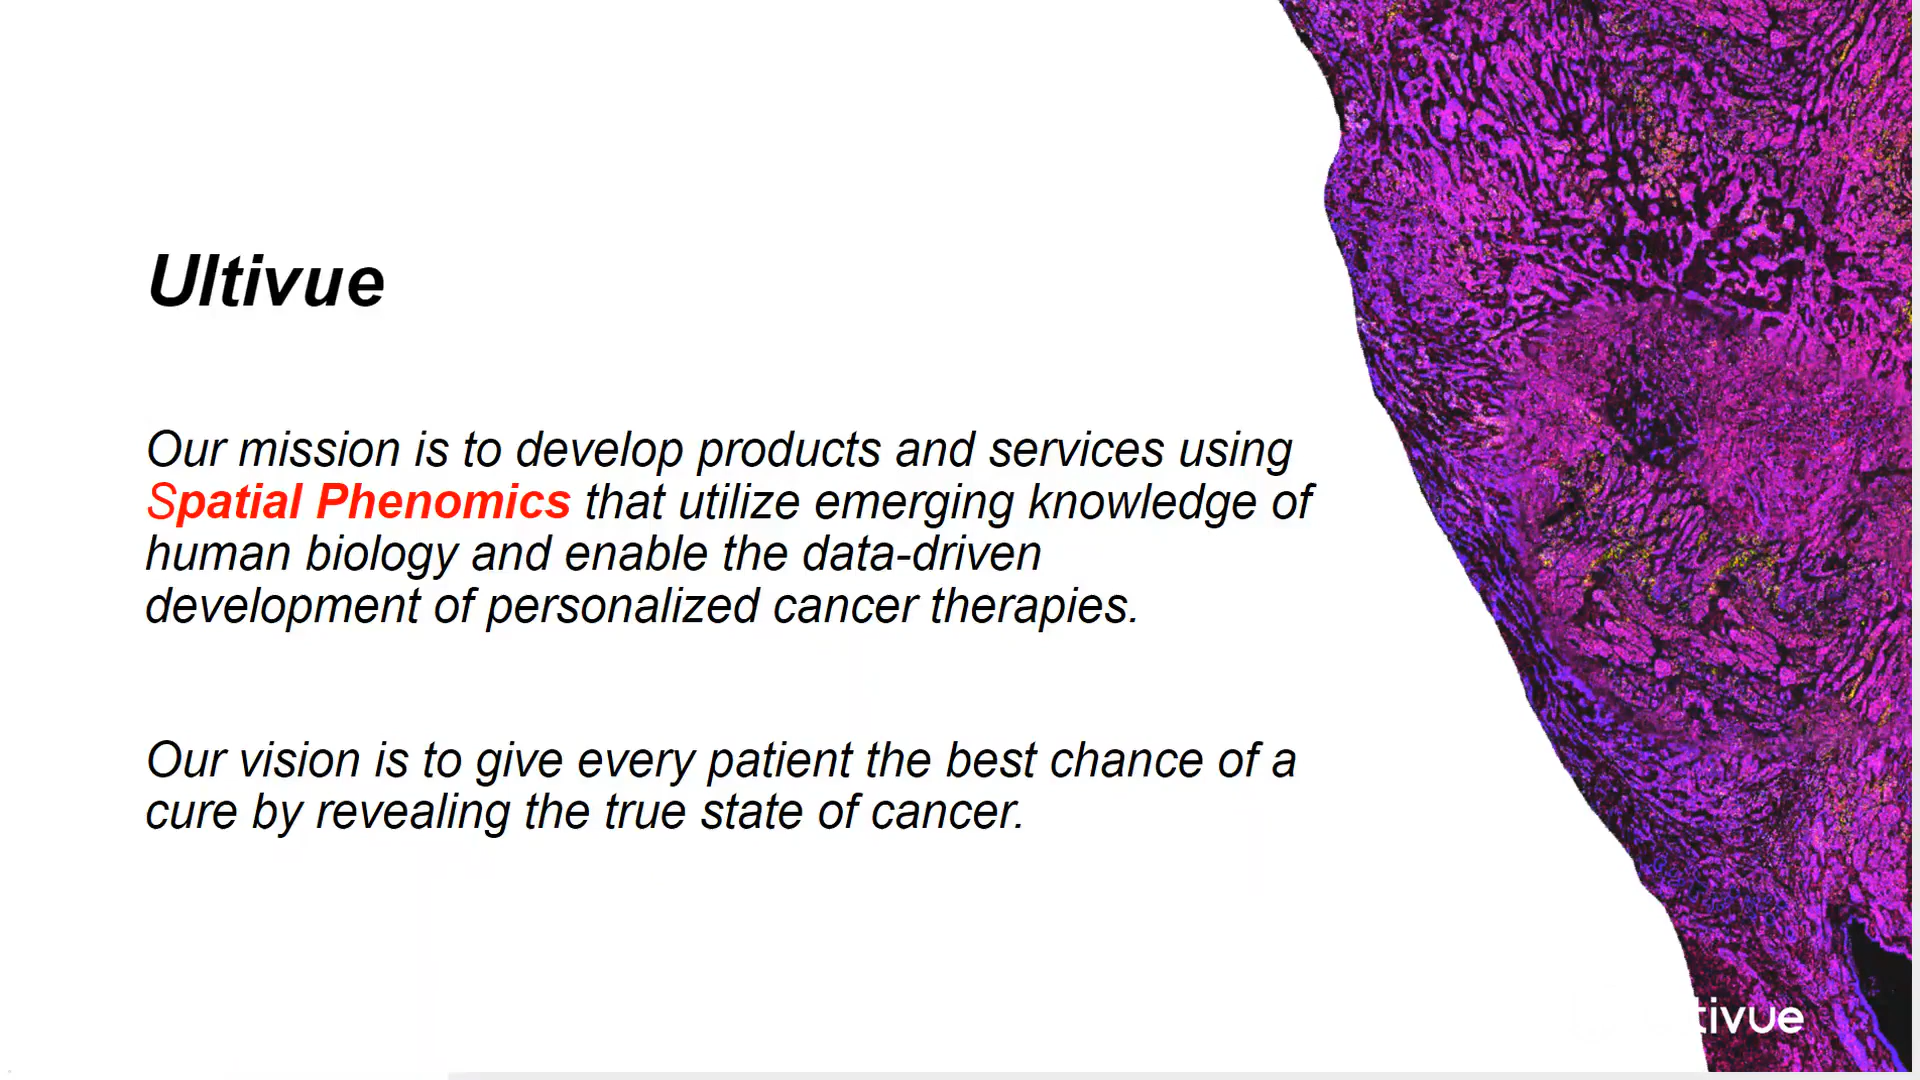 Ultivue
Our mission is to develop products and services using
Spatial Phenomics that utilize emerging knowledge of
human biology and enable the data-driven
development of personalized cancer therapies.
Our vision is to give every patient the best chance of a
cure by revealing the true state of cancer.
tivue